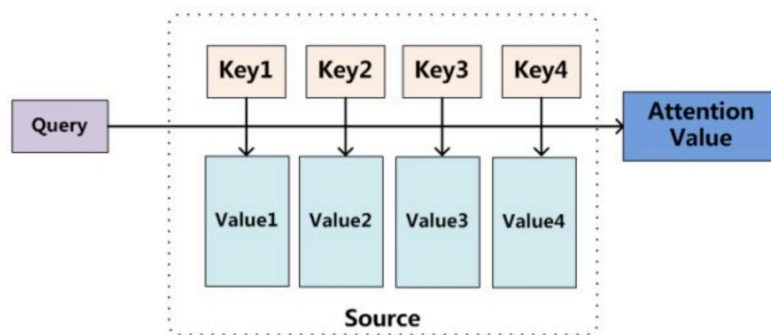 Key1 Key2 Key3 Key4
Query
Attention
Value
Value1 Value2 Value3 Value4
Source